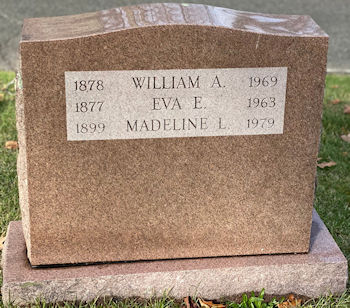 1878 WILLIAM A. 1969
1877 EVA E. 1963
1899 MADELINE L. 1979